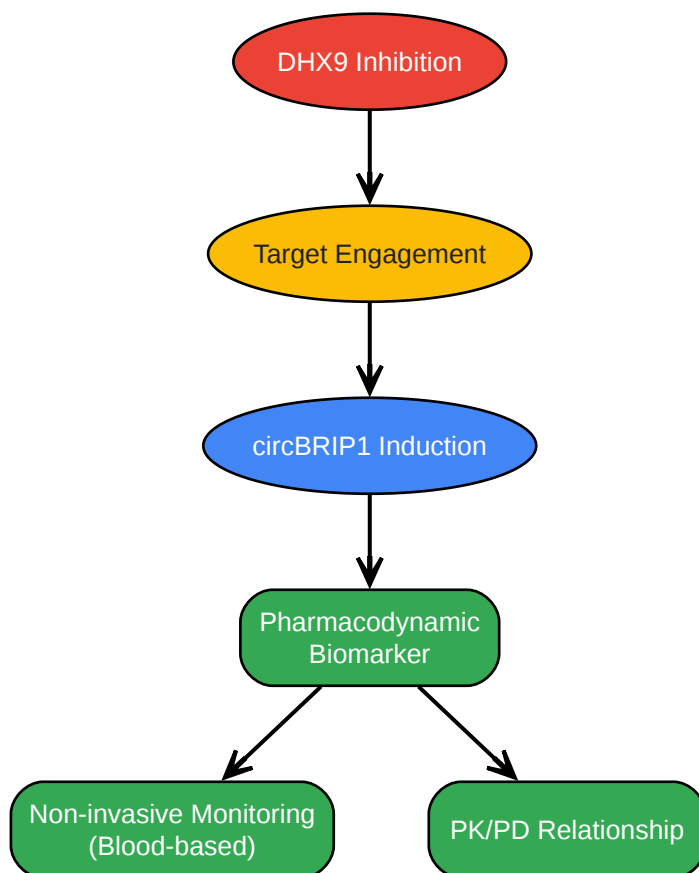 DHX9 Inhibition
Target Engagement
circBRIP1 Induction
Pharmacodynamic
Biomarker
Non-invasive Monitoring
(Blood-based)
PK/PD Relationship